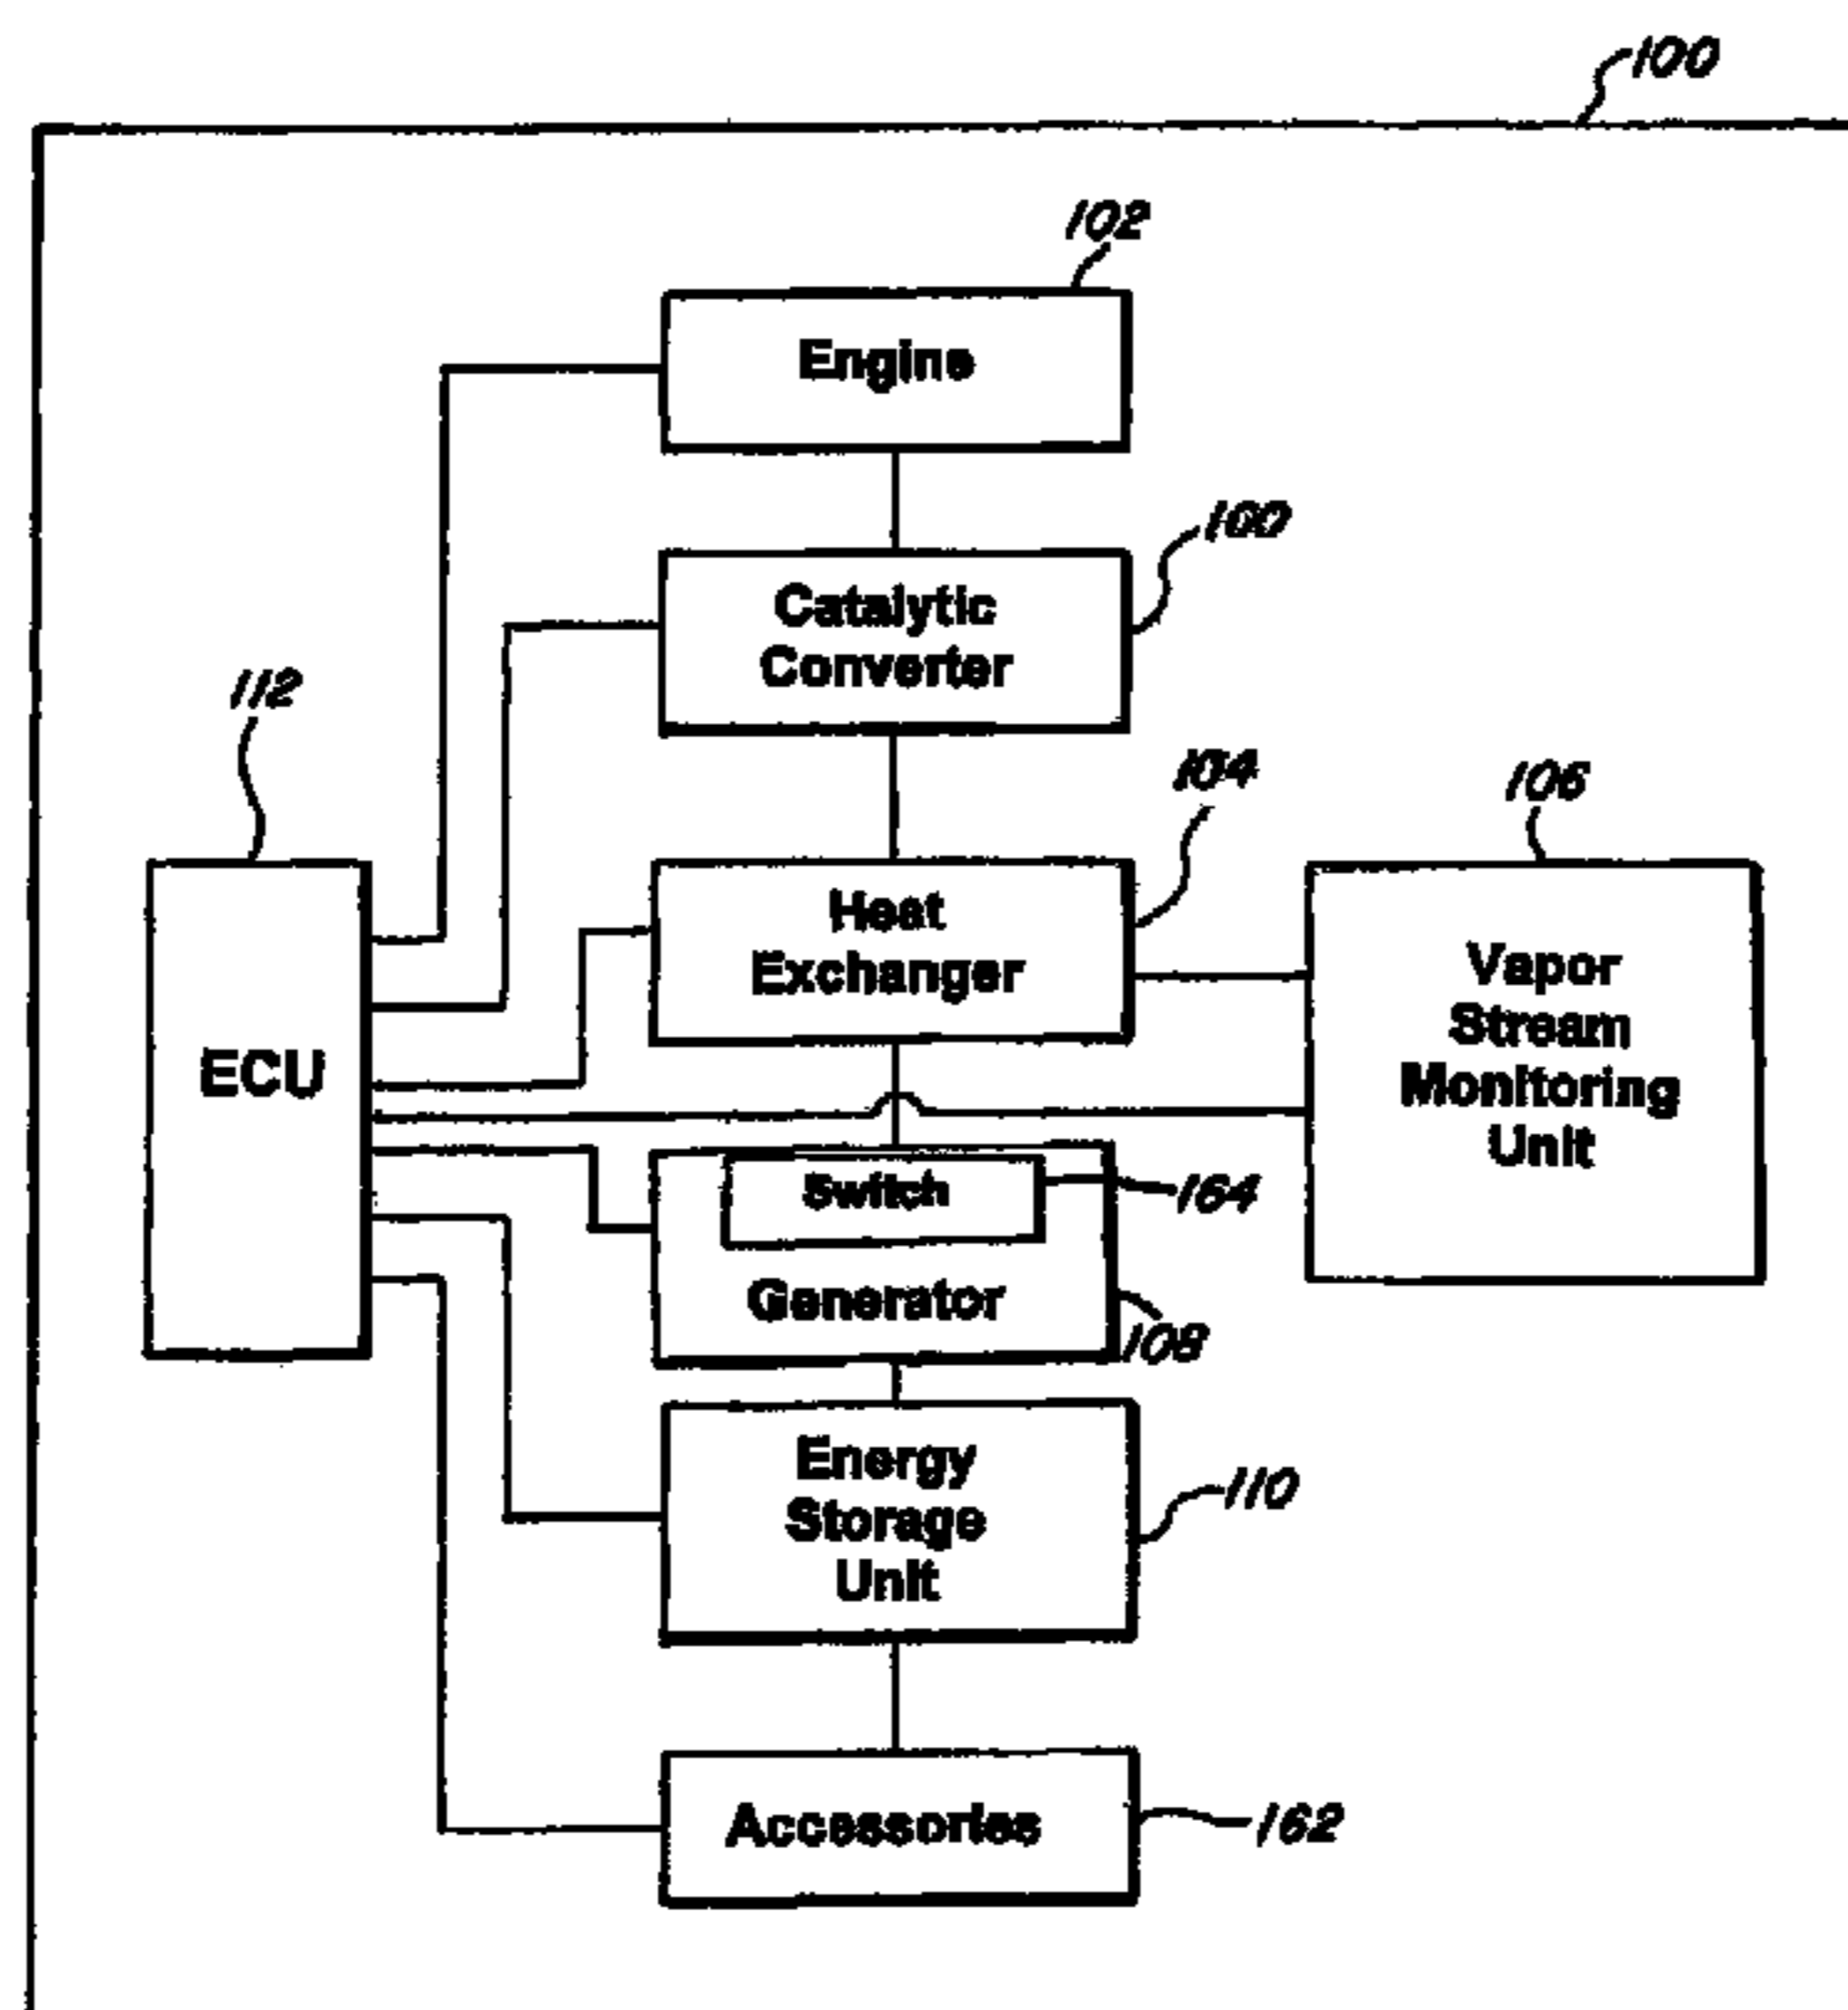 100
102
Engine
100
Catalytic
Converter
112
104
106
Heat
Exchanger
Vapor
Stream
Monitoring
Unit
ECU
Switch
164
Generator
108
Energy
Storage
Unit
110
Accessories
162